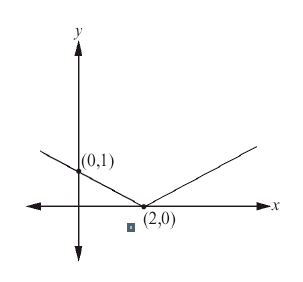 y
(0,1)
x
(2,0)